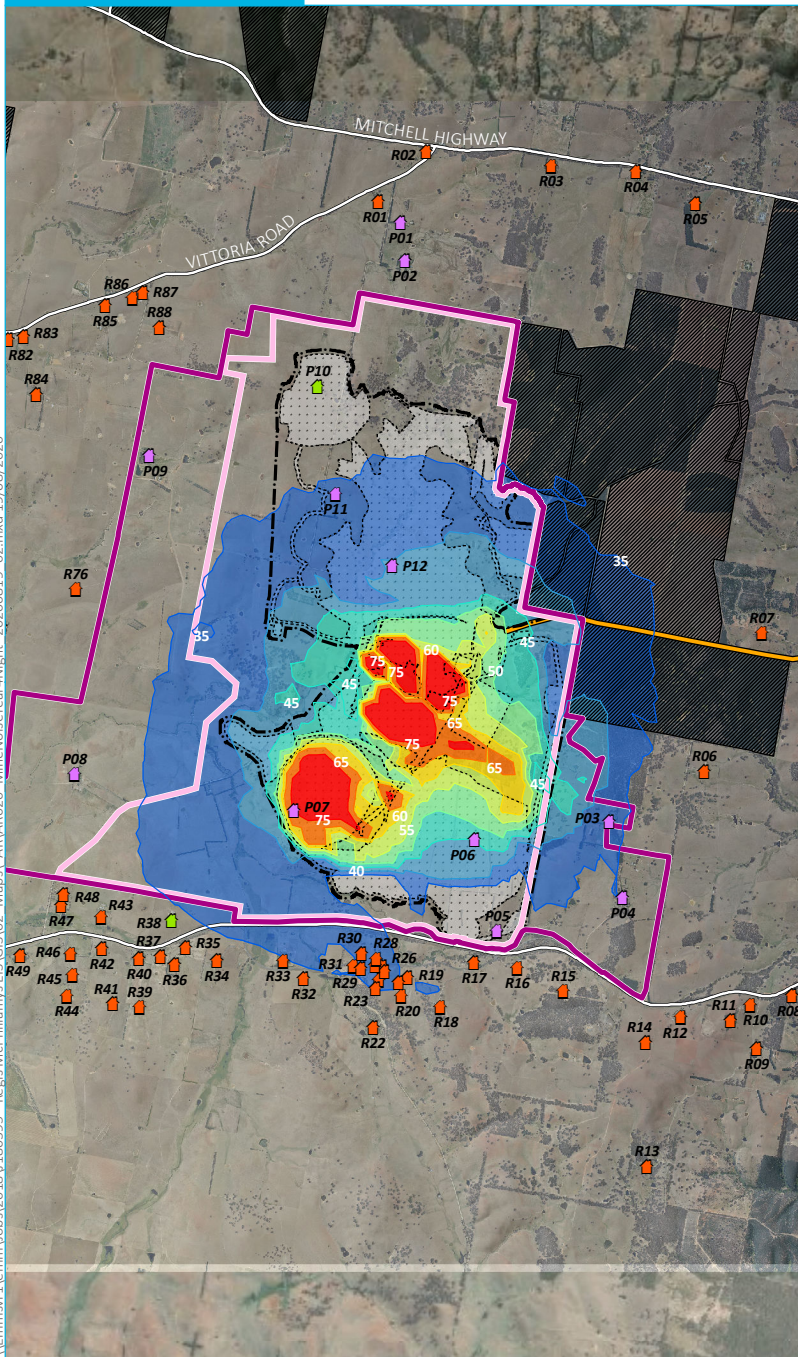 MITCHELL HIGHWAY
R02
R03
R04
R01
R05
P01
VITTORIA ROAD
P02
R86
R87
R85
R88
R83
R82
P10
R84
P09
P11
35
P12
R76
R07
35
60
45
75
75
50
45
75
45
65
75
65
65
P08
R06
45
P07
75
60
55
P03
P06
40
R48
P04
R47
R43
R38
P05
R46
R37
R35
R30
R28
R49
R42
R40
R36
R34
R33
R31
R26
R45
R29
R19
R17
R16
R32
R15
R44
R41
R39
R23
R20
R18
R11
R10
R08
R22
R14
R12
R09
R13